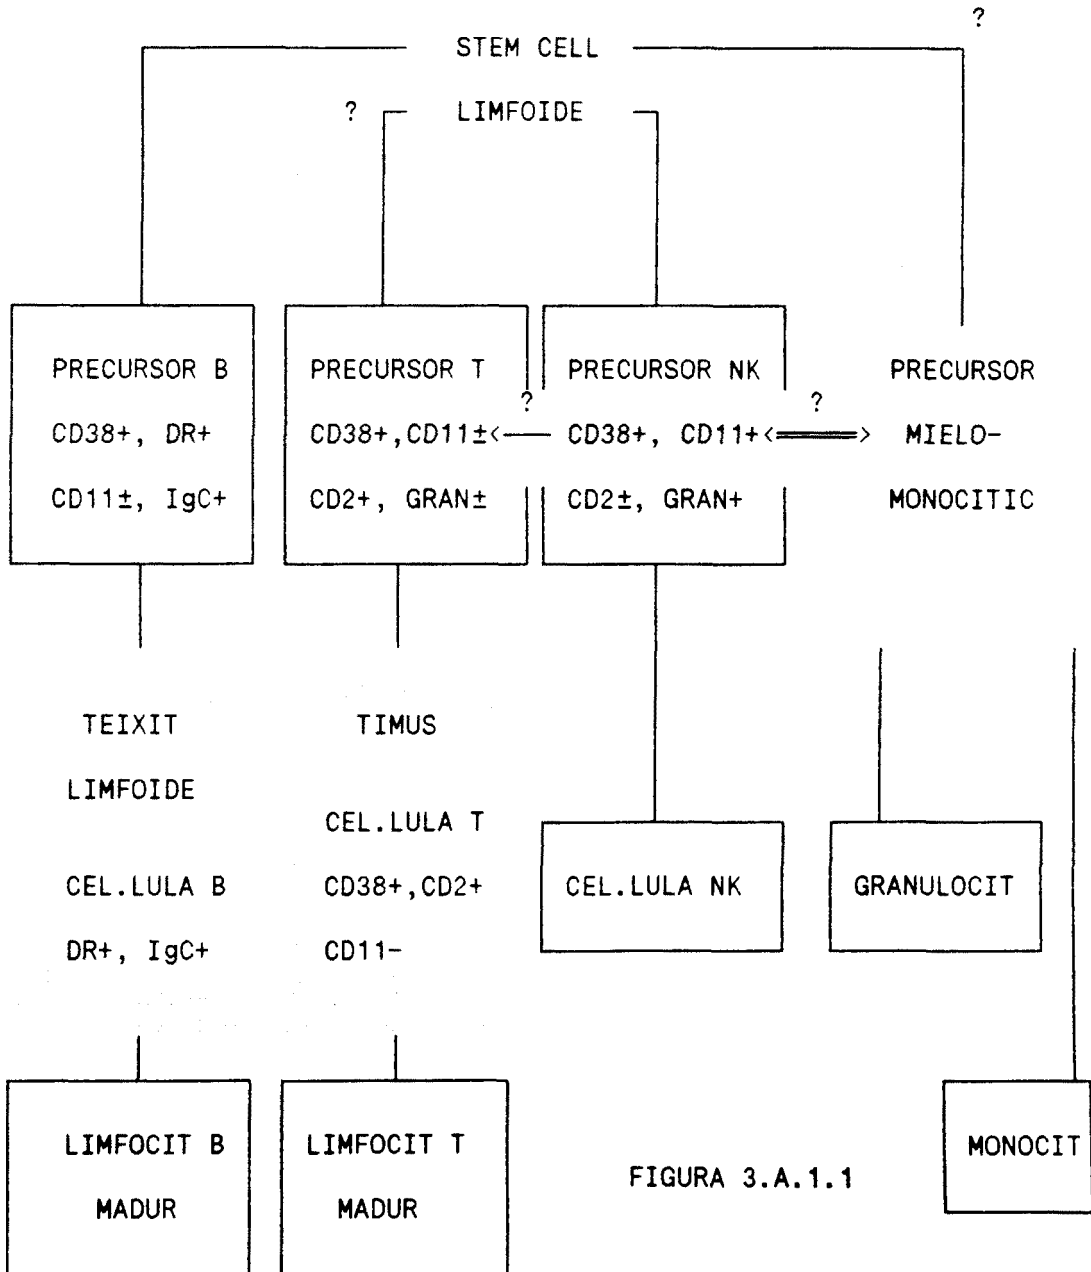 ?
STEM CELL
? LIMFOIDE
PRECURSOR B
CD38+, DR+
CD11±, IgC+
PRECURSOR T
CD38+,CD11±<
CD2+, GRAN±
?
PRECURSOR NK
CD38+, CD11+< >
CD2±, GRAN+
?
PRECURSOR
MIELO-
MONOCITIC
TEIXIT
LIMFOIDE
CEL.LULA B
DR+, IgC+
TIMUS
CEL.LULA T
CD38+,CD2+
CD11-
CEL.LULA NK
GRANULOCIT
LIMFOCIT B
MADUR
LIMFOCIT T
MADUR
FIGURA 3.A.1.1
MONOCIT